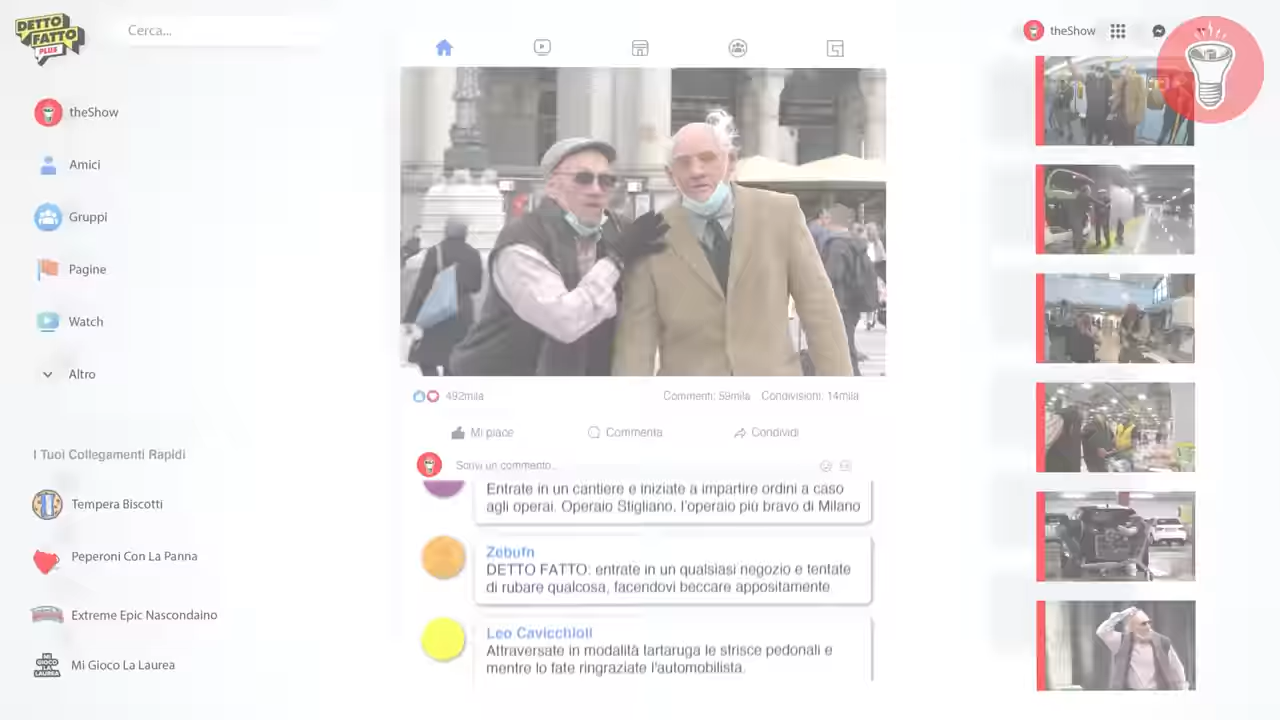 DETTO
FATTO
PLUS
Cerca...
theShow
theShow
Amici
Gruppi
Pagine
Watch
Altro
I Tuoi Collegamenti Rapidi
Tempera Biscotti
Peperoni Con La Panna
Extreme Epic Nascondaino
MI
GIOCO
LA
LAUREA
Mi Gioco La Laurea
492mila
Commenti: 59mila Condivisioni: 14mila
Mi piace
Commenta
Condividi
Scrivi un commento...
Entrate in un cantiere e iniziate a impartire ordini a caso
agli operai. Operaio Stigliano, l'operaio più bravo di Milano
Zebufn
DETTO FATTO: entrate in un qualsiasi negozio e tentate
di rubare qualcosa, facendovi beccare appositamente
Leo Cavicchioli
Attraversate in modalità tartaruga le strisce pedonali e
mentre lo fate ringraziate l'automobilista.